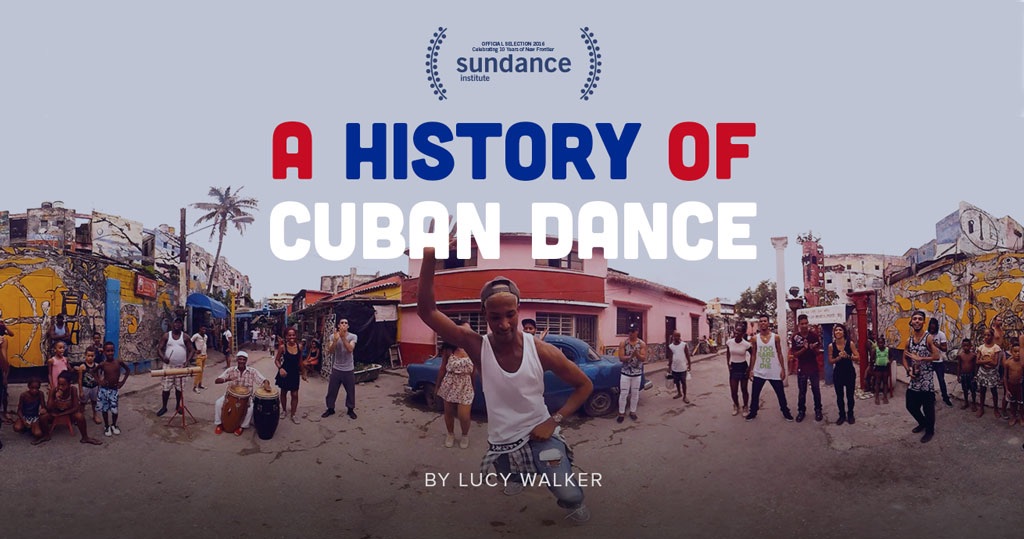 OFFICIAL SELECTION 2016
Celebrating 10 Years of New Frontier
sundance
institute
A HISTORY OF
CUBAN DANCE
BY LUCY WALKER